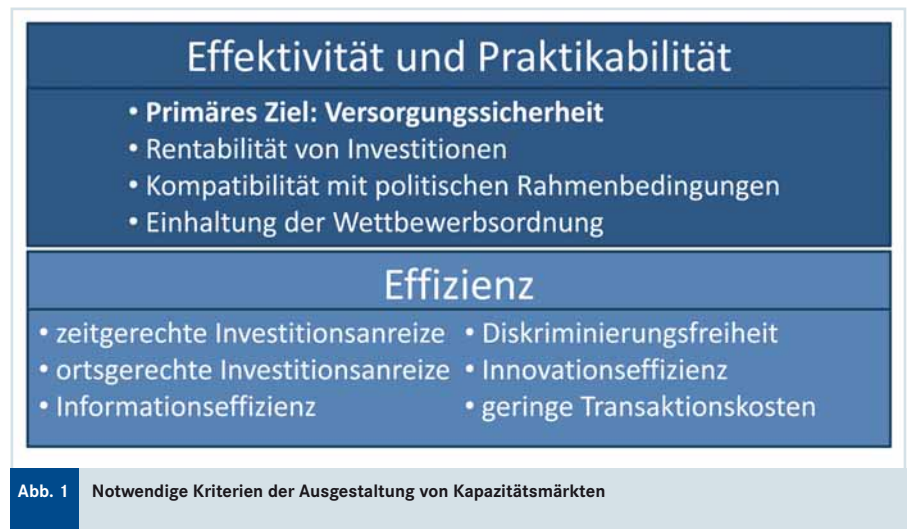 Effektivität und Praktikabilität
• Primäres Ziel: Versorgungssicherheit
• Rentabilität von Investitionen
• Kompatibilität mit politischen Rahmenbedingungen
• Einhaltung der Wettbewerbsordnung
Effizienz
• zeitgerechte Investitionsanreize
• ortsgerechte Investitionsanreize
• Informationseffizienz
• Diskriminierungsfreiheit
• Innovationseffizienz
• geringe Transaktionskosten
Abb. 1 Notwendige Kriterien der Ausgestaltung von Kapazitätsmärkten